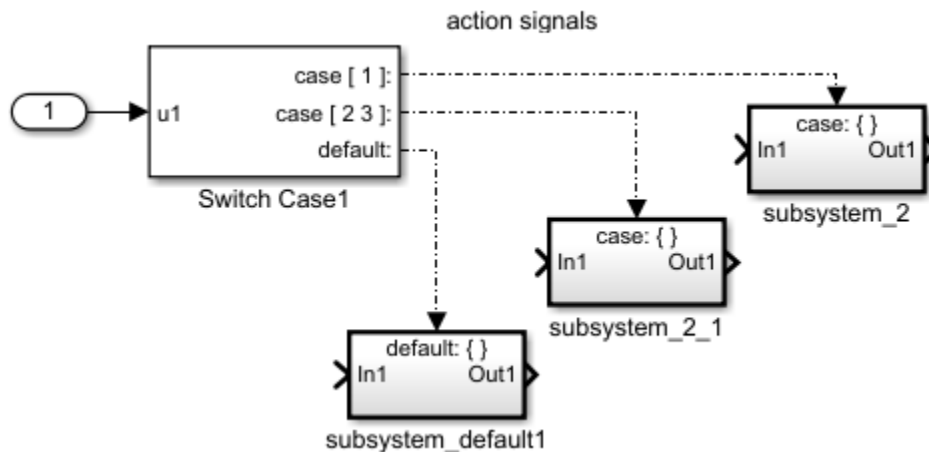 action signals
1
u1
case [ 1 ]:
case [ 2 3 ]:
default:
Switch Case1
case: { }
In1
Out1
subsystem_2
case: { }
In1
Out1
subsystem_2_1
default: { }
In1
Out1
subsystem_default1